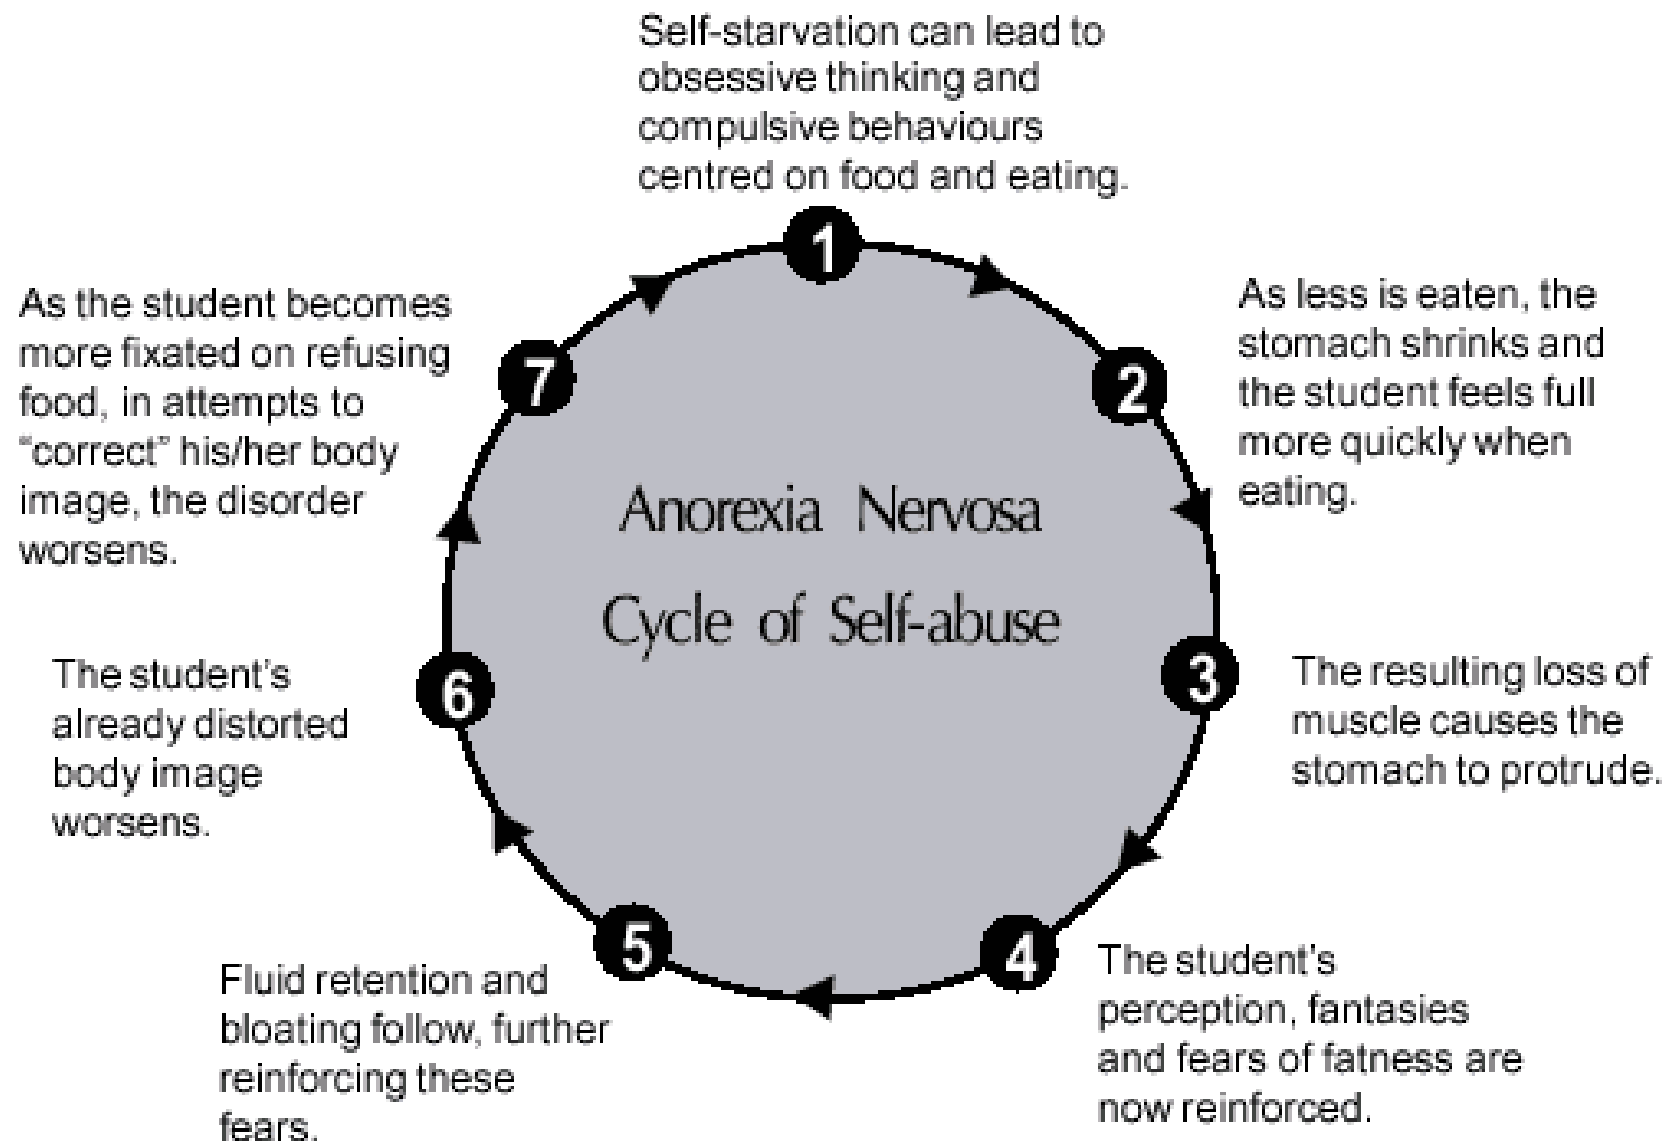 Self-starvation can lead to
obsessive thinking and
compulsive behaviours
centred on food and eating.
1
As less is eaten, the
stomach shrinks and
the student feels full
more quickly when
eating.
2
The resulting loss of
muscle causes the
stomach to protrude.
3
The student's
perception, fantasies
and fears of fatness are
now reinforced.
4
Fluid retention and
bloating follow, further
reinforcing these
fears.
5
The student's
already distorted
body image
worsens.
6
As the student becomes
more fixated on refusing
food, in attempts to
“correct” his/her body
image, the disorder
worsens.
7
Anorexia Nervosa
Cycle of Self-abuse